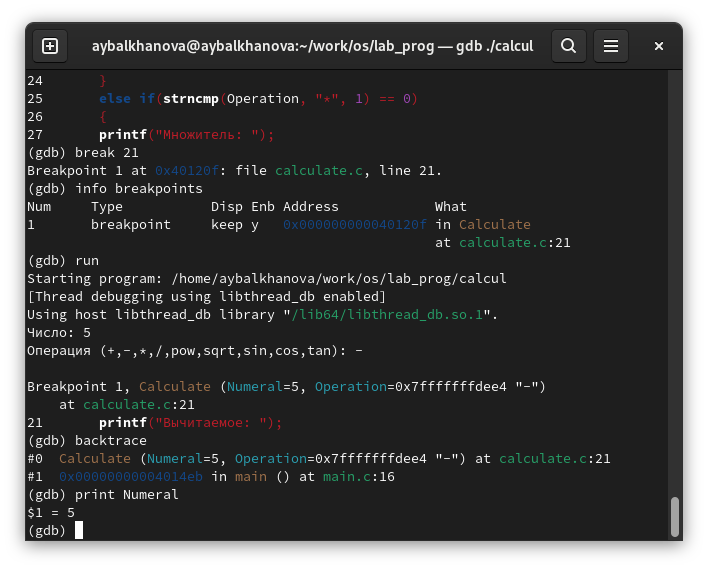 aybalkhanova@aybalkhanova:~/work/os/lab_prog — gdb ./calcul
24       }
25       else if(strncmp(Operation, "*", 1) == 0)
26       {
27       printf("Множитель: ");
(gdb) break 21
Breakpoint 1 at 0x40120f: file calculate.c, line 21.
(gdb) info breakpoints
Num     Type           Disp Enb Address            What
1       breakpoint     keep y   0x000000000040120f in Calculate
                                                   at calculate.c:21
(gdb) run
Starting program: /home/aybalkhanova/work/os/lab_prog/calcul
[Thread debugging using libthread_db enabled]
Using host libthread_db library "/lib64/libthread_db.so.1".
Число: 5
Операция (+,-,*,/,pow,sqrt,sin,cos,tan): -

Breakpoint 1, Calculate (Numeral=5, Operation=0x7fffffffdee4 "-")
    at calculate.c:21
21       printf("Вычитаемое: ");
(gdb) backtrace
#0  Calculate (Numeral=5, Operation=0x7fffffffdee4 "-") at calculate.c:21
#1  0x00000000004014eb in main () at main.c:16
(gdb) print Numeral
$1 = 5
(gdb)